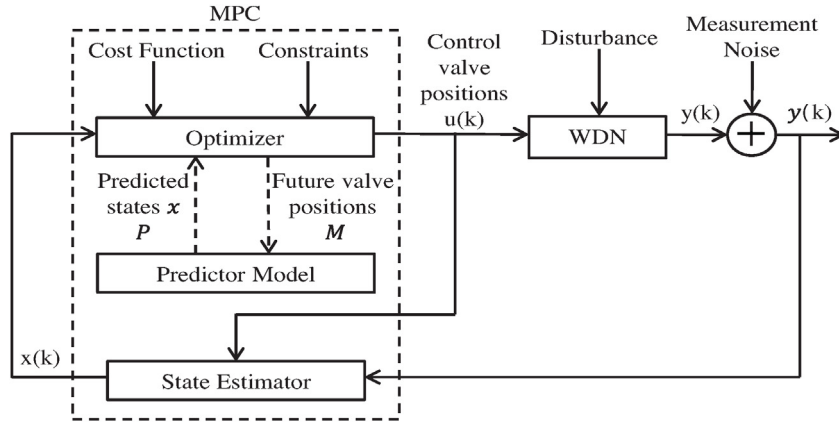 MPC
Cost Function
Constraints
Optimizer
Predicted
states x
P
Future valve
positions
M
Predictor Model
x(k)
State Estimator
Control
valve
positions
u(k)
Disturbance
WDN
y(k)
Measurement
Noise
+
y(k)